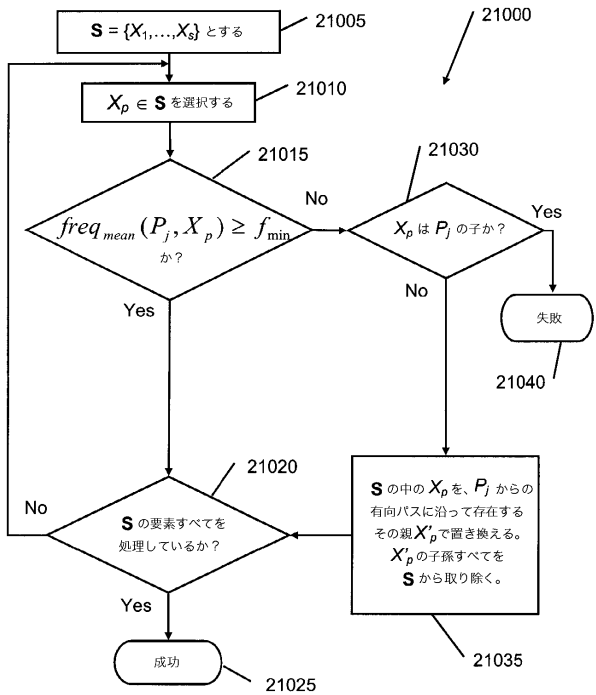 S = {X1,...,Xs} とする
21005
21000
Xp ∈ S を選択する
21010
21015
freq mean (Pj, Xp) ≥ fmin
か？
No
21030
Xp は Pj の子か？
Yes
Yes
No
失敗
21040
21020
S の要素すべてを
処理しているか？
No
S の中の Xp を、Pj からの
有向パスに沿って存在する
その親 X'p で置き換える。
X'p の子孫すべてを
S から取り除く。
Yes
21035
成功
21025